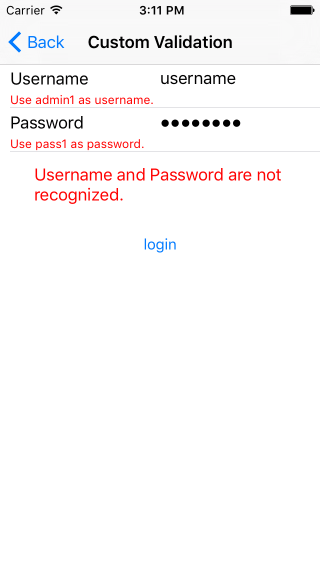 Carrier 3:11 PM
Back Custom Validation
Username username
Use admin1 as username.
Password ●●●●●●●●
Use pass1 as password.
Username and Password are not
recognized.
login